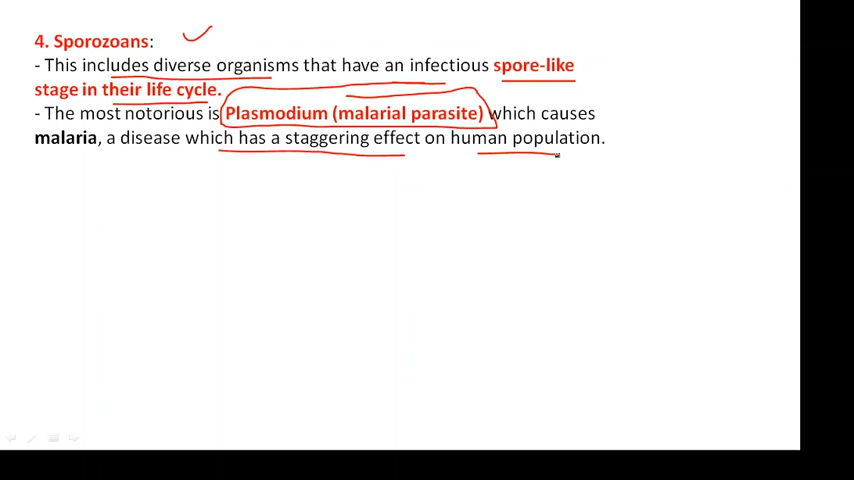 4. Sporozoans:
- This includes diverse organisms that have an infectious spore-like
stage in their life cycle.
- The most notorious is Plasmodium (malarial parasite) which causes
malaria, a disease which has a staggering effect on human population.